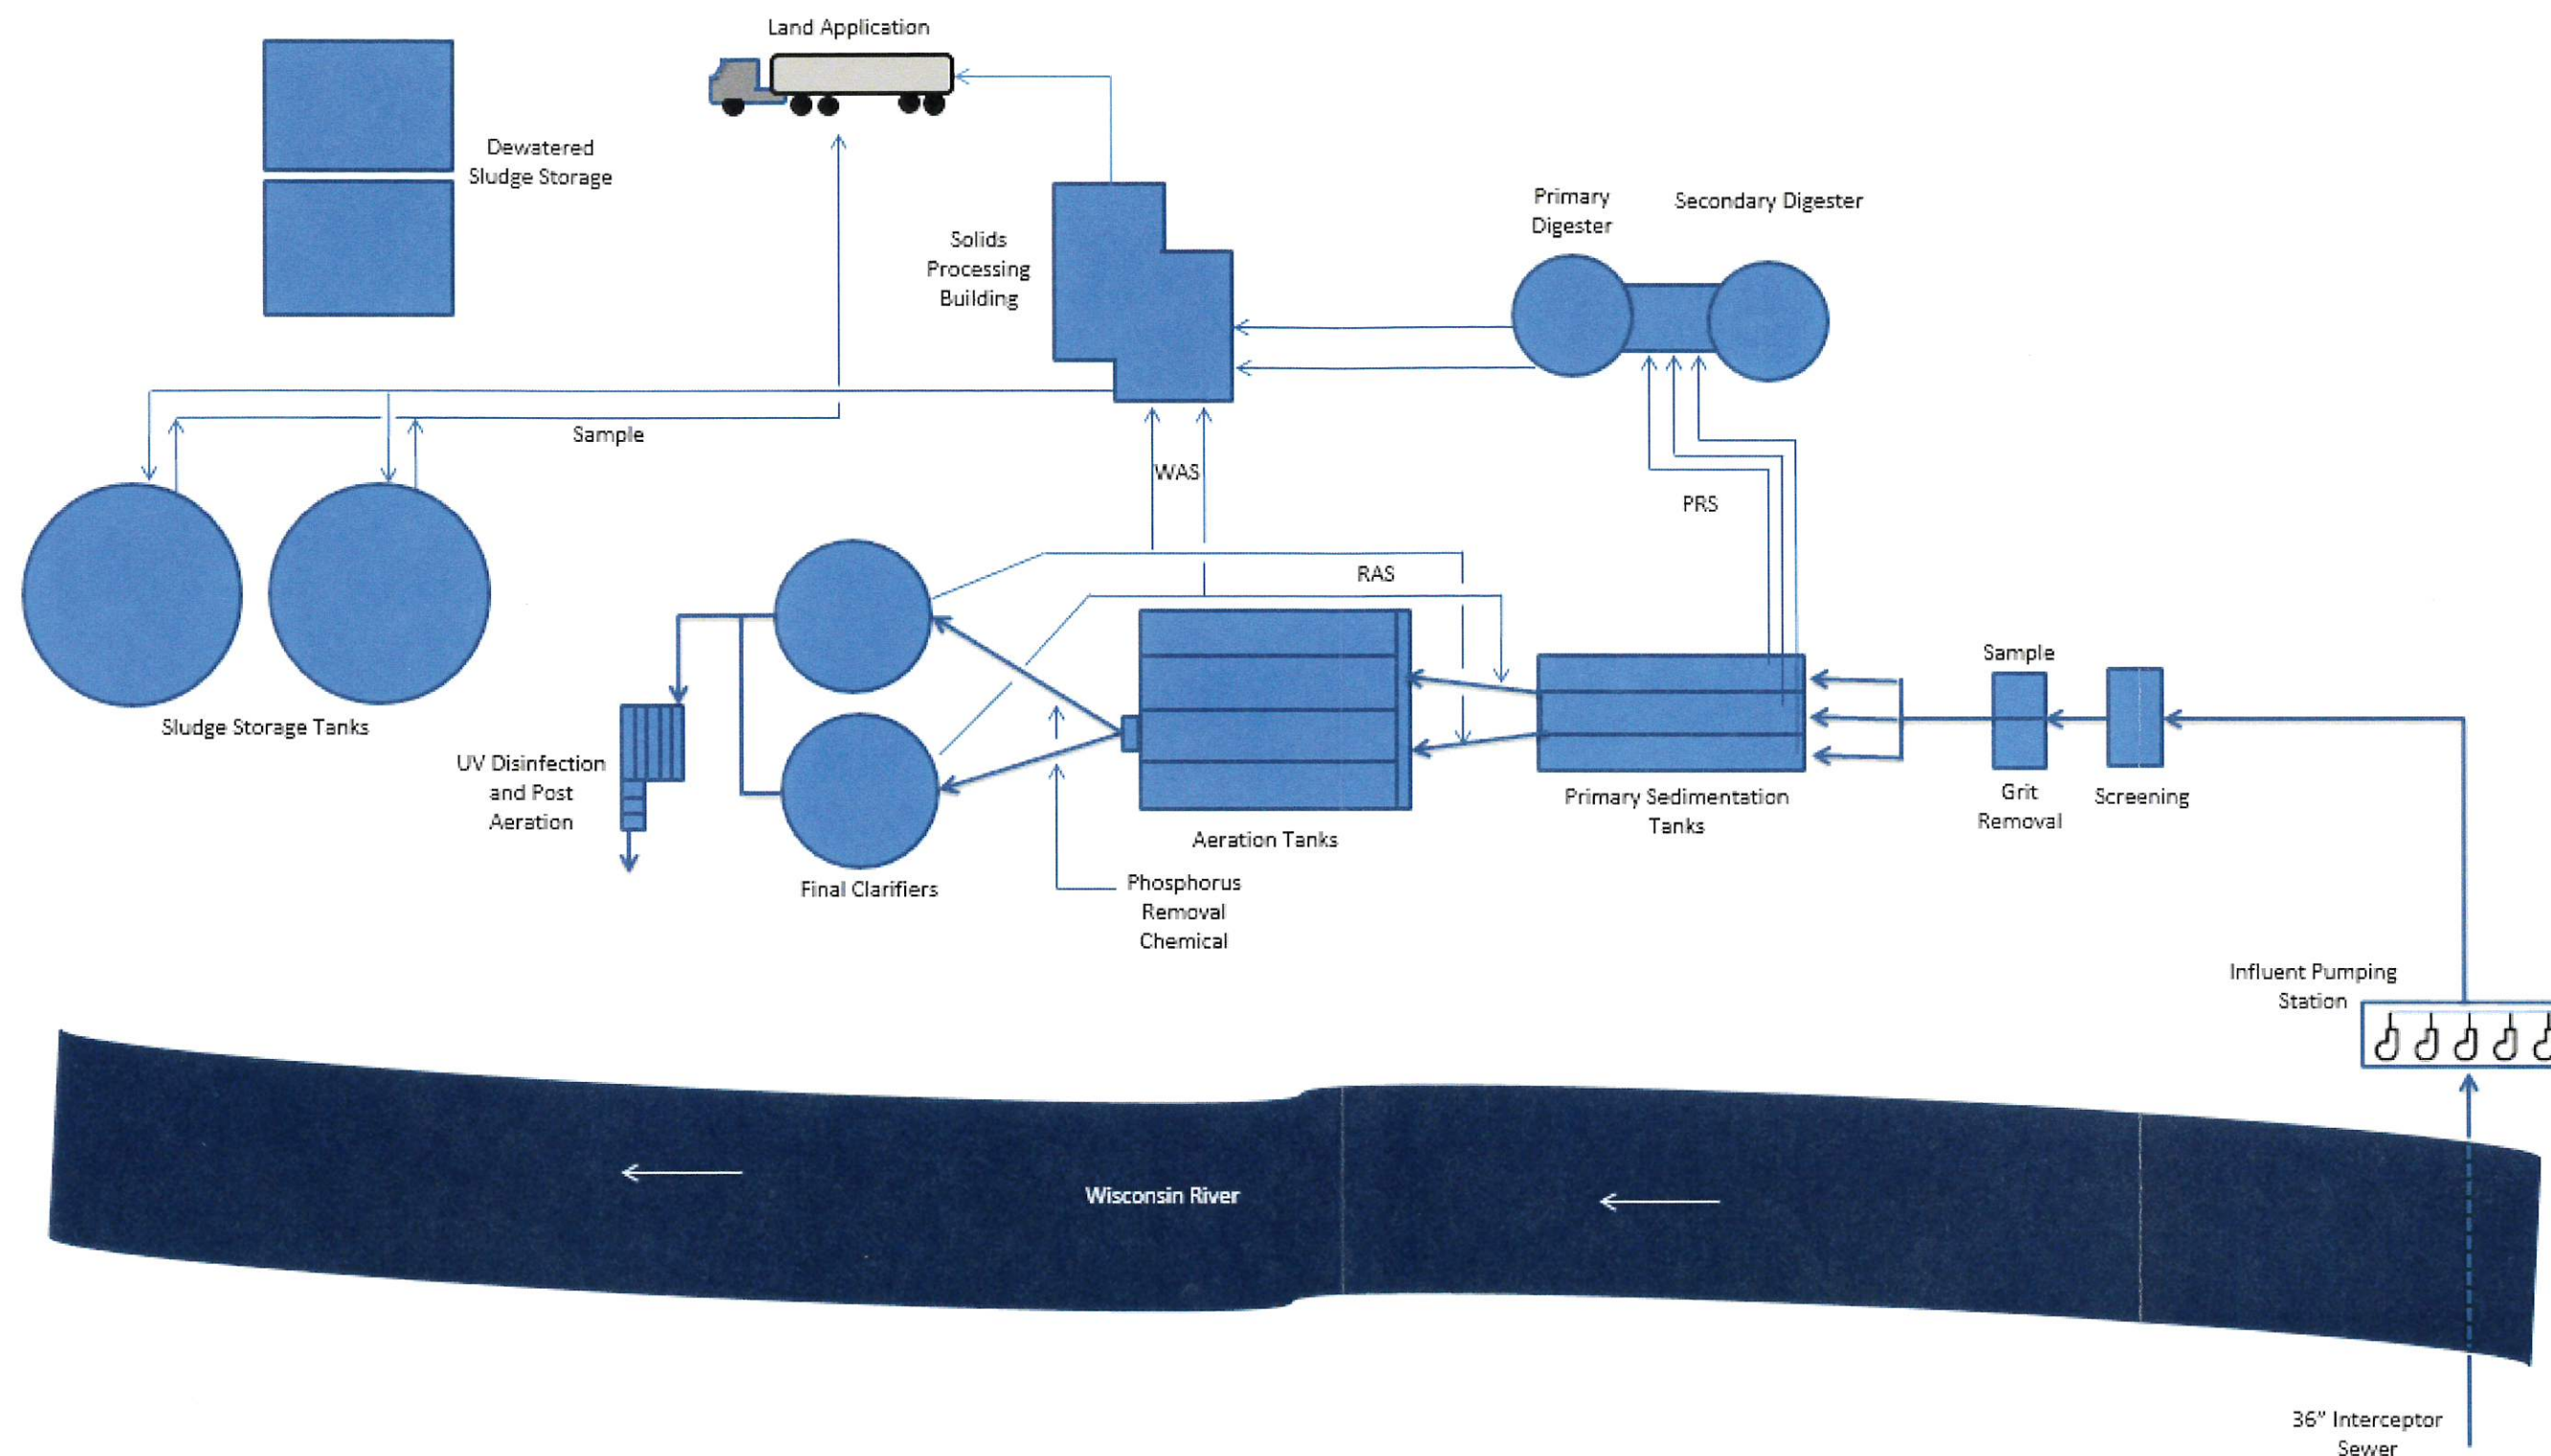 Land Application
Dewatered
Sludge Storage
Primary
Digester
Secondary Digester
Solids
Processing
Building
Sample
WAS
PRS
RAS
Sample
Sludge Storage Tanks
UV Disinfection
and Post
Aeration
Primary Sedimentation
Tanks
Grit
Removal
Screening
Aeration Tanks
Final Clarifiers
Phosphorus
Removal
Chemical
Influent Pumping
Station
Wisconsin River
36” Interceptor
Sewer